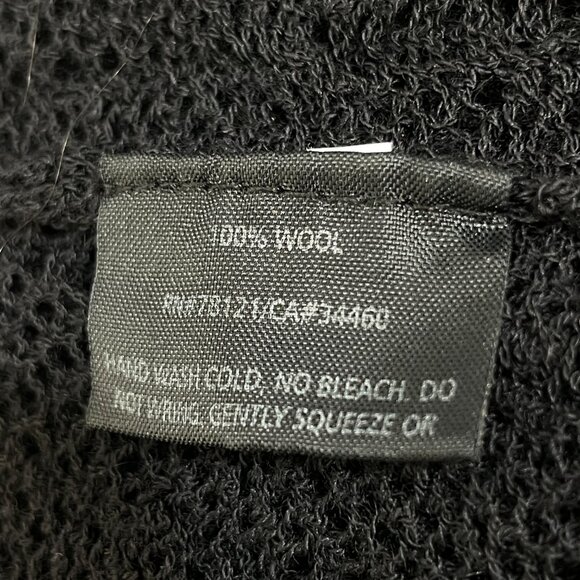 100% WOOL
RN#78121/CA#34460
HAND WASH COLD. NO BLEACH. DO
NOT WRING. GENTLY SQUEEZE OR